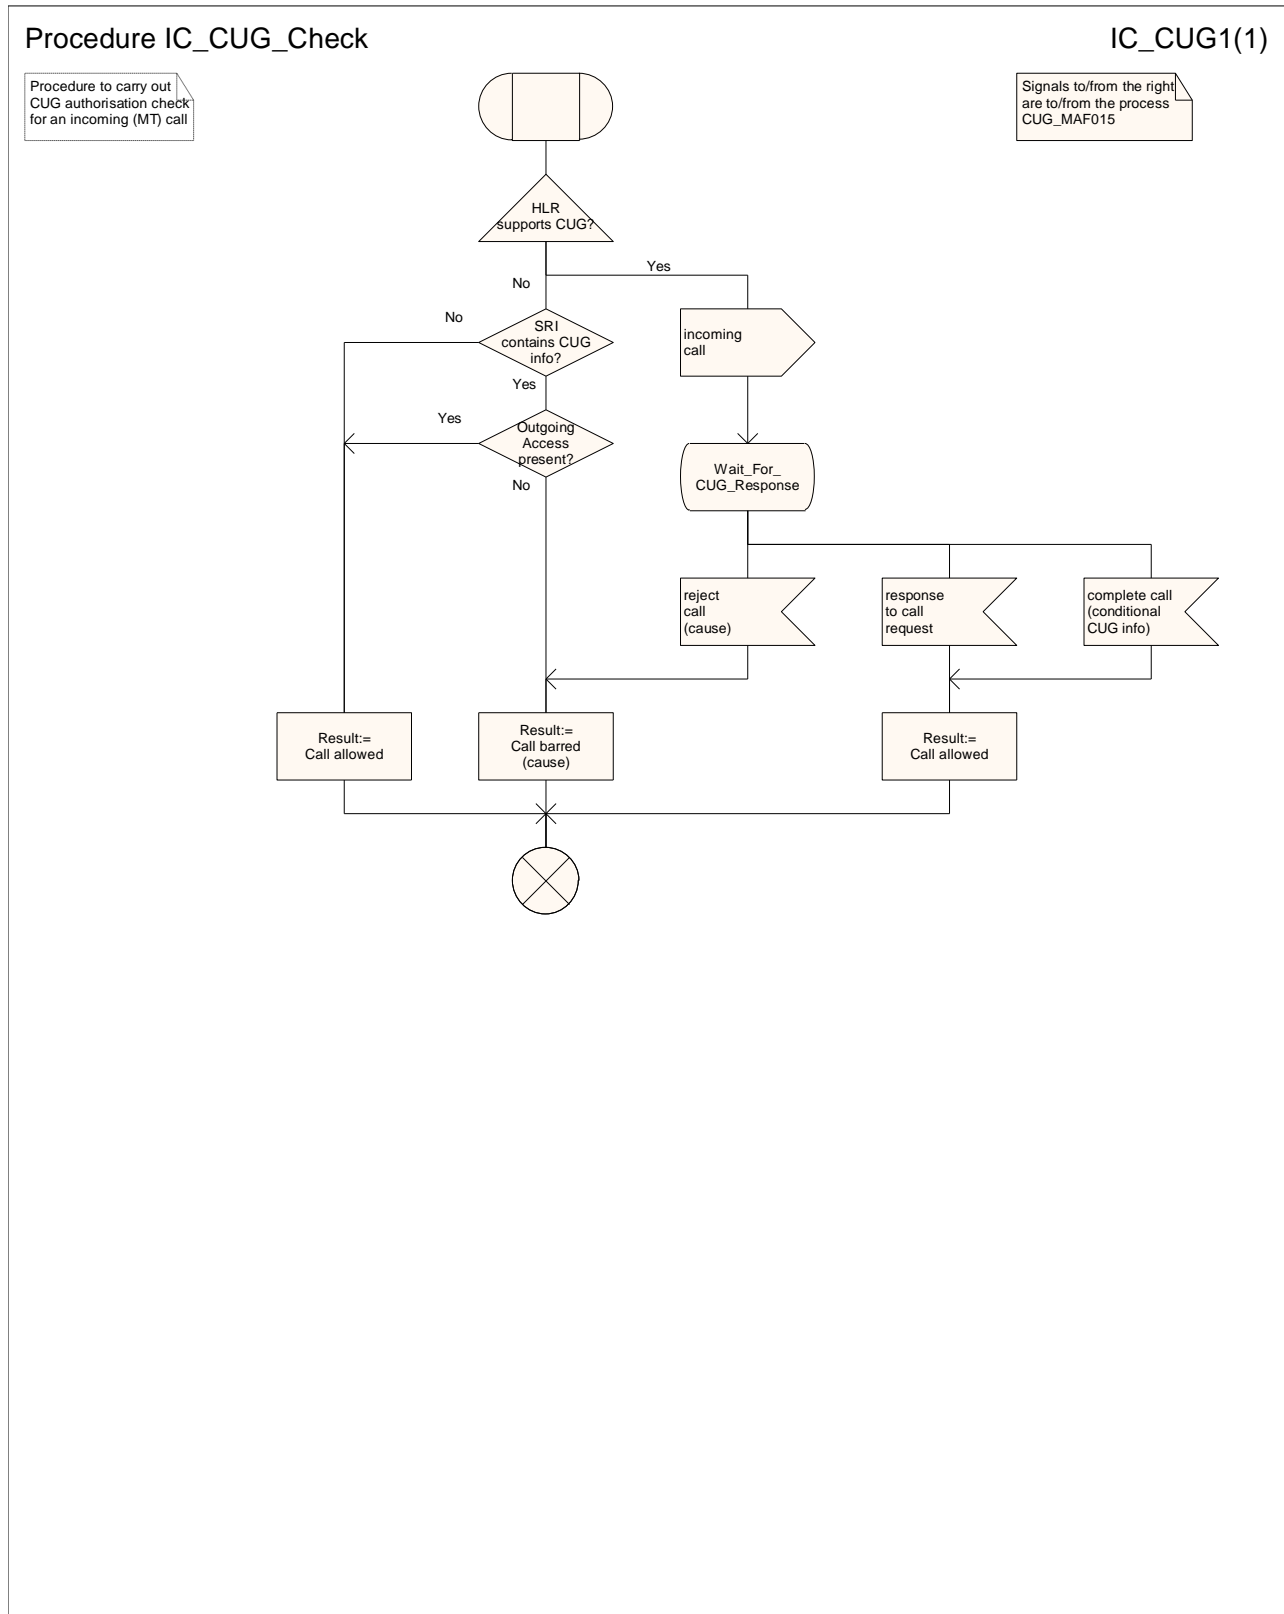 Procedure IC_CUG_Check
IC_CUG1(1)
Procedure to carry out
CUG authorisation check
for an incoming (MT) call
Signals to/from the right
are to/from the process
CUG_MAF015
HLR
supports CUG?
Yes
No
No
SRI
contains CUG
info?
incoming
call
Yes
Yes
Outgoing
Access
present?
No
Wait_For_
CUG_Response
reject
call
(cause)
response
to call
request
complete call
(conditional
CUG info)
Result:=
Call allowed
Result:=
Call barred
(cause)
Result:=
Call allowed